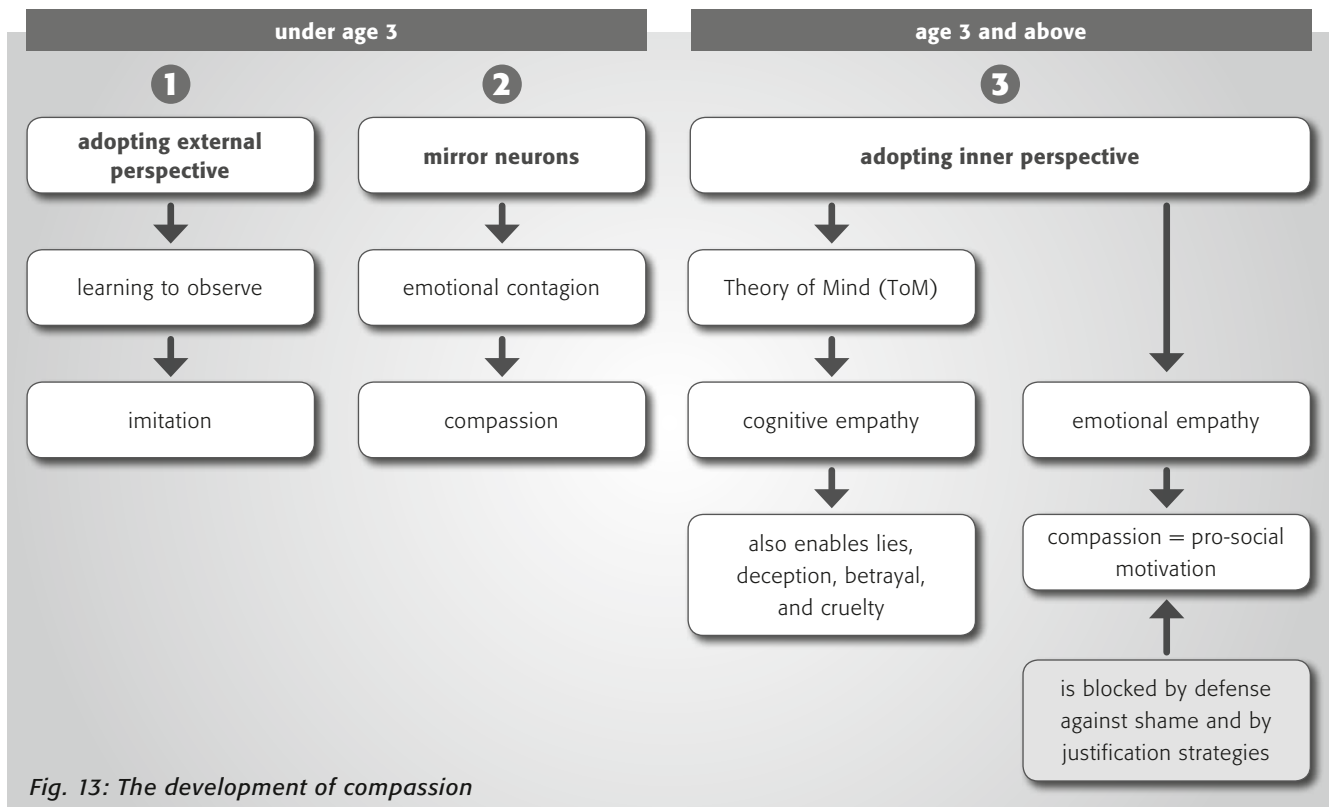 under age 3
age 3 and above
1
2
3
adopting external
perspective
mirror neurons
adopting inner perspective
learning to observe
emotional contagion
Theory of Mind (ToM)
imitation
compassion
cognitive empathy
emotional empathy
also enables lies,
deception, betrayal,
and cruelty
compassion = pro-social
motivation
is blocked by defense
against shame and by
justification strategies
Fig. 13: The development of compassion